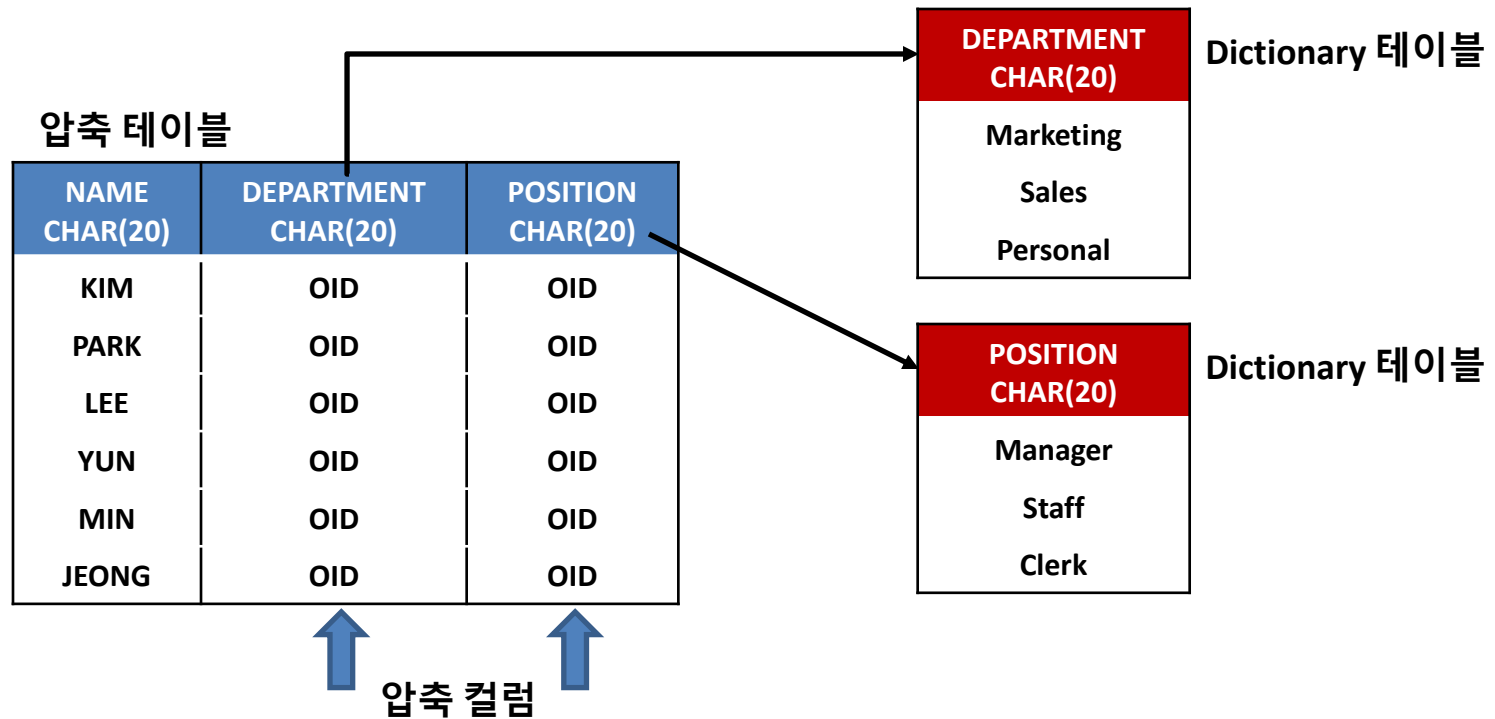 압축 테이블
NAME CHAR(20) DEPARTMENT CHAR(20) POSITION CHAR(20)
KIM OID OID
PARK OID OID
LEE OID OID
YUN OID OID
MIN OID OID
JEONG OID OID
압축 컬럼
DEPARTMENT
CHAR(20)
Marketing
Sales
Personal
Dictionary 테이블
POSITION
CHAR(20)
Manager
Staff
Clerk
Dictionary 테이블